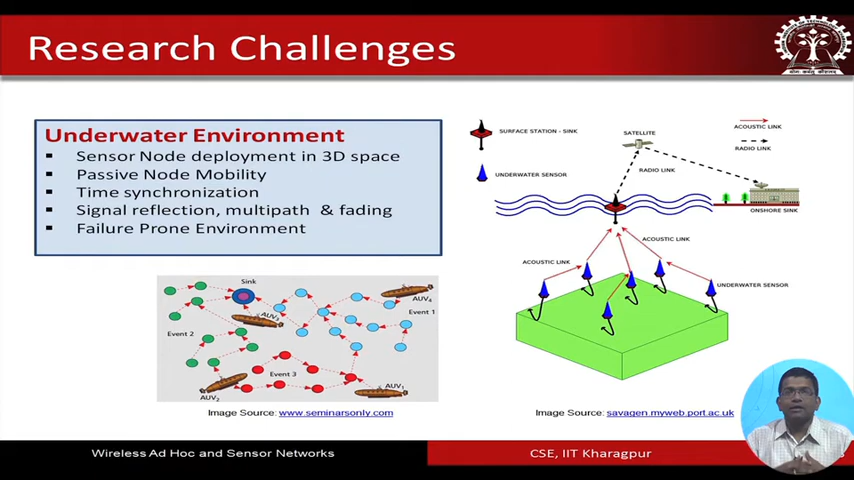 Research Challenges
Underwater Environment
Sensor Node deployment in 3D space
Passive Node Mobility
Time synchronization
Signal reflection, multipath & fading
Failure Prone Environment
SURFACE STATION - SINK
UNDERWATER SENSOR
SATELLITE
ACOUSTIC LINK
RADIO LINK
RADIO LINK
ONSHORE SINK
ACOUSTIC LINK
ACOUSTIC LINK
UNDERWATER SENSOR
Sink
AUV4
Event 1
AUV3
Event 2
Event 3
AUV2
AUV1
Image Source: www.seminarsonly.com
Image Source: savagen.myweb.port.ac.uk
Wireless Ad Hoc and Sensor Networks
CSE, IIT Kharagpur